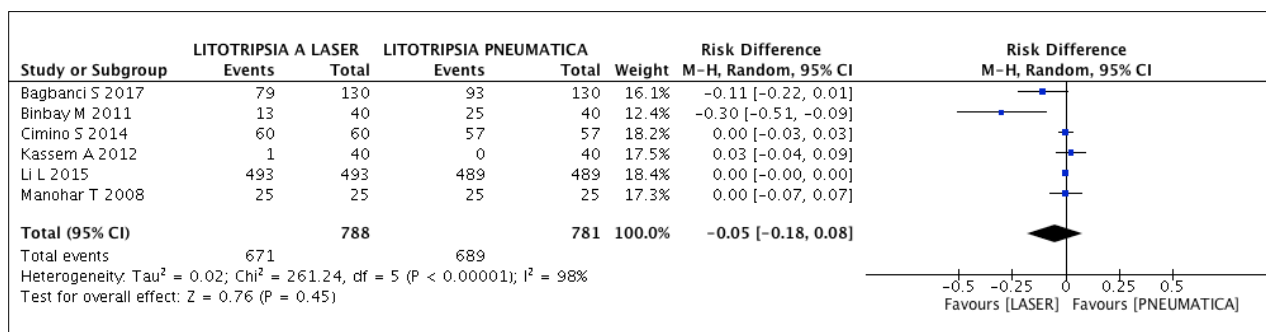 LITOTRIPSIA A LASER LITOTRIPSIA PNEUMATICA Risk Difference Risk Difference
Study or Subgroup Events Total Events Total Weight M-H, Random, 95% CI M-H, Random, 95% CI
Bagbanci S 2017 79 130 93 130 16.1% -0.11 [-0.22, 0.01]
Binbay M 2011 13 40 25 40 12.4% -0.30 [-0.51, -0.09]
Cimino S 2014 60 60 57 57 18.2% 0.00 [-0.03, 0.03]
Kassem A 2012 1 40 0 40 17.5% 0.03 [-0.04, 0.09]
Li L 2015 493 493 489 489 18.4% 0.00 [-0.00, 0.00]
Manohar T 2008 25 25 25 25 17.3% 0.00 [-0.07, 0.07]
Total (95% CI) 788 781 100.0% -0.05 [-0.18, 0.08]
Total events 671 689
Heterogeneity: Tau² = 0.02; Chi² = 261.24, df = 5 (P < 0.00001); I² = 98%
Test for overall effect: Z = 0.76 (P = 0.45)
-0.5 -0.25 0 0.25 0.5
Favours [LASER] Favours [PNEUMATICA]